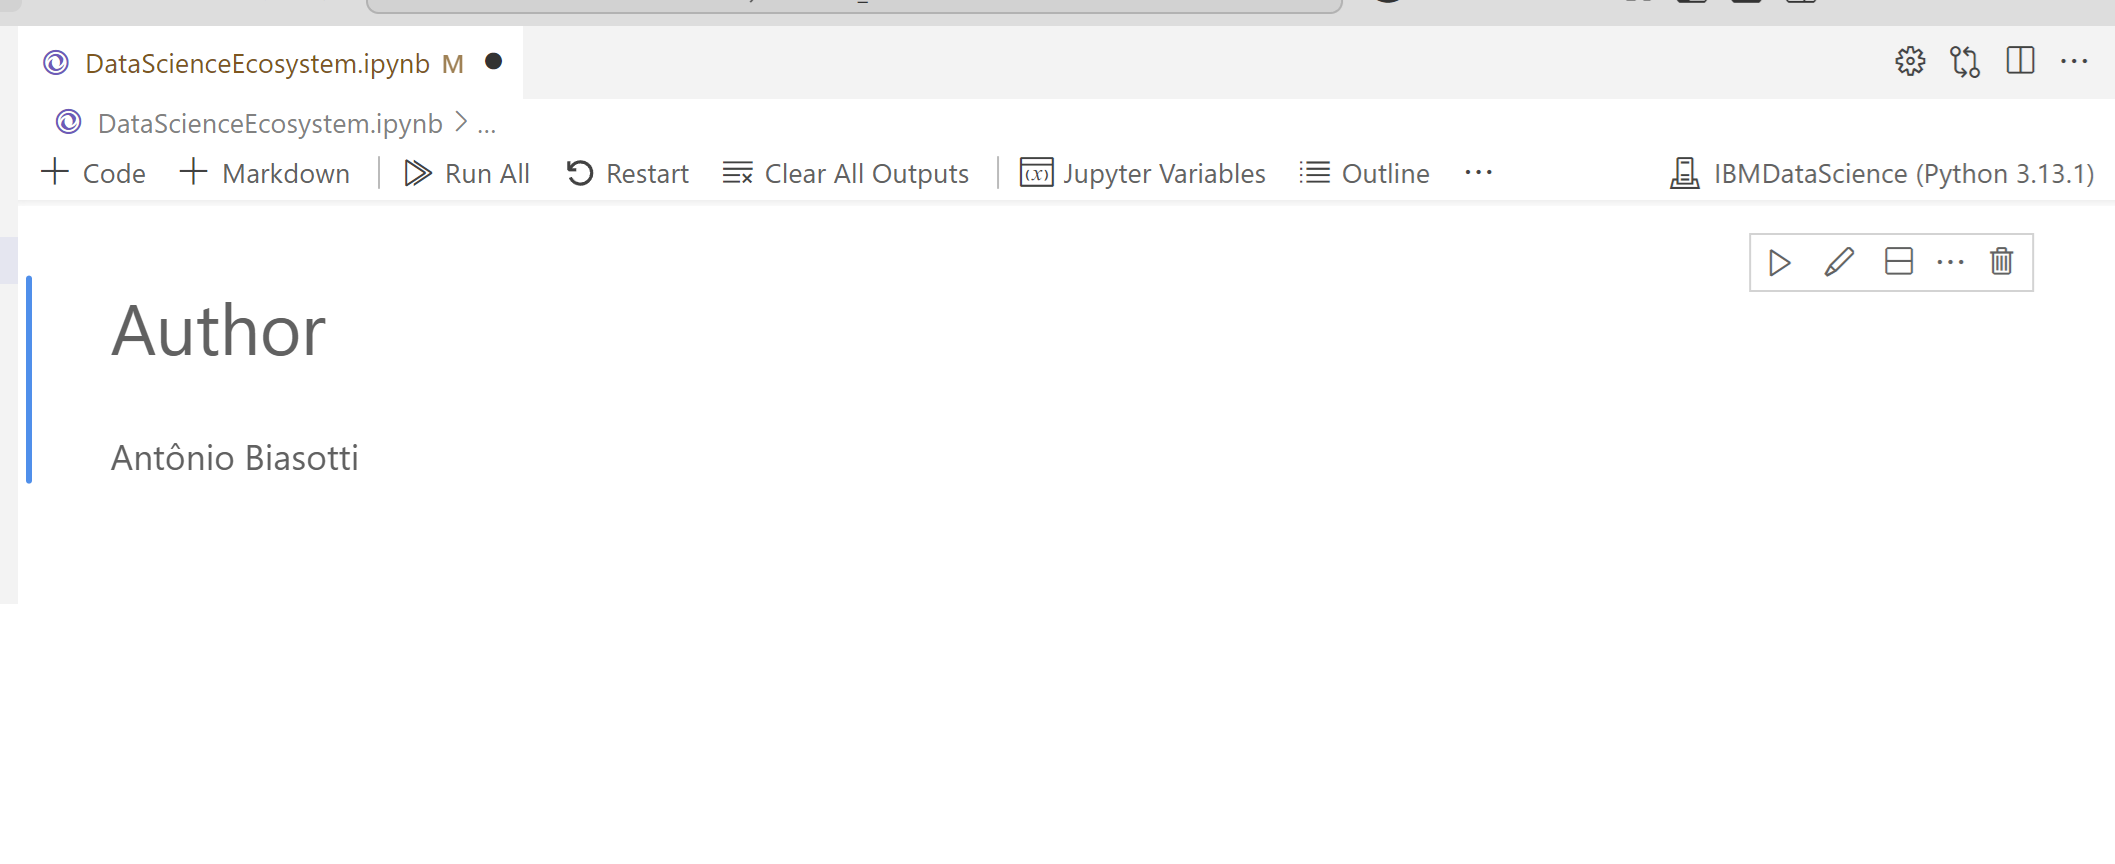 DataScienceEcosystem.ipynb M
DataScienceEcosystem.ipynb > ...
Code Markdown Run All Restart Clear All Outputs Jupyter Variables Outline ... IBMDataScience (Python 3.13.1)
Author
Antônio Biasotti